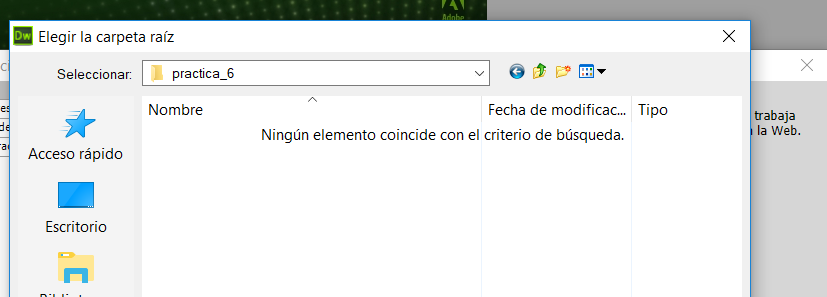 Adobe
Dw Elegir la carpeta raíz
Seleccionar: practica_6
Nombre Fecha de modificac... Tipo
Ningún elemento coincide con el criterio de búsqueda.
trabaja
la Web.
Acceso rápido
Escritorio